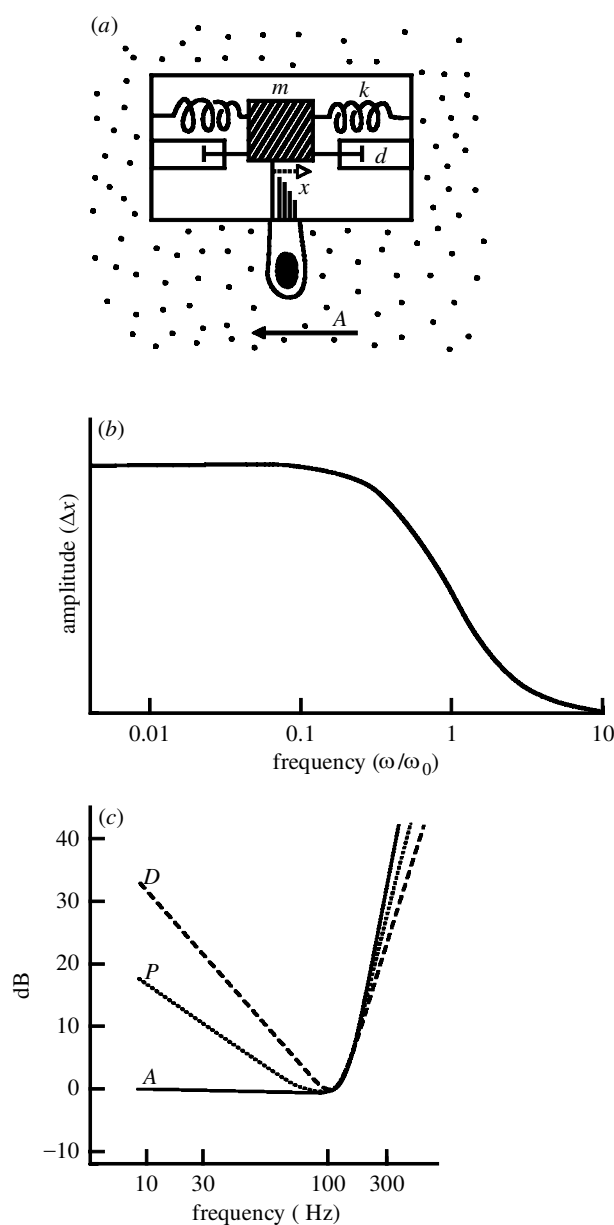 (a)
m
k
d
x
A
(b)
amplitude (Δx)
0.01 0.1 1 10
frequency (ω/ω0)
(c)
40
30
20
10
0
−10
dB
D
P
A
10 30 100 300
frequency ( Hz)